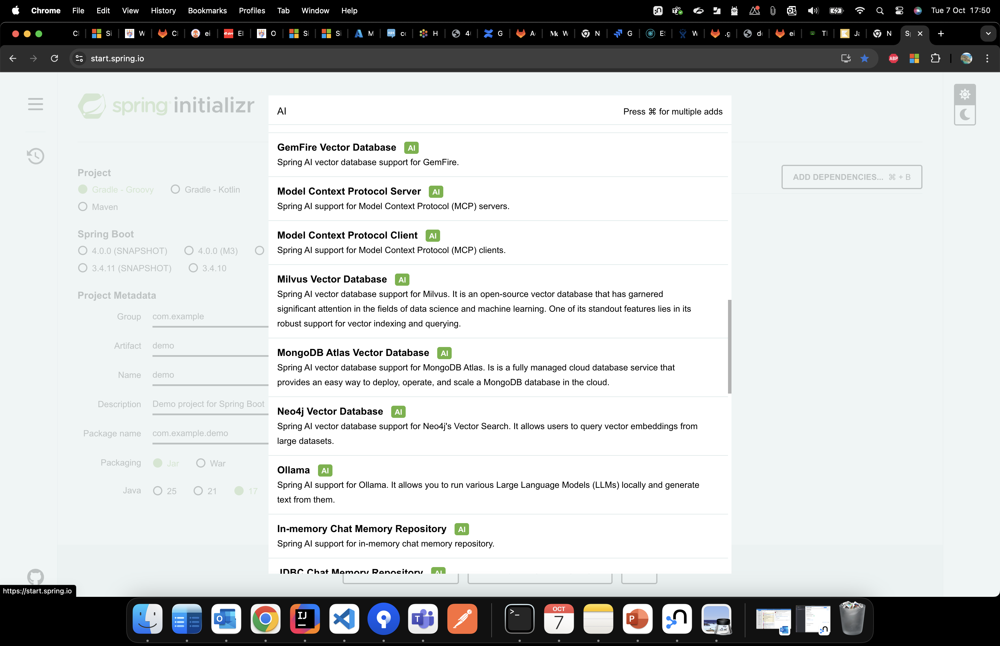 Chrome File Edit View History Bookmarks Profiles Tab Window Help Tue 7 Oct 17:50
start.spring.io
ABP
spring initializr
AI Press ⌘ for multiple adds
GemFire Vector Database AI
Spring AI vector database support for GemFire.
Model Context Protocol Server AI
Spring AI support for Model Context Protocol (MCP) servers.
Model Context Protocol Client AI
Spring AI support for Model Context Protocol (MCP) clients.
Milvus Vector Database AI
Spring AI vector database support for Milvus. It is an open-source vector database that has garnered
significant attention in the fields of data science and machine learning. One of its standout features lies in its
robust support for vector indexing and querying.
MongoDB Atlas Vector Database AI
Spring AI vector database support for MongoDB Atlas. Is is a fully managed cloud database service that
provides an easy way to deploy, operate, and scale a MongoDB database in the cloud.
Neo4j Vector Database AI
Spring AI vector database support for Neo4j's Vector Search. It allows users to query vector embeddings from
large datasets.
Ollama AI
Spring AI support for Ollama. It allows you to run various Large Language Models (LLMs) locally and generate
text from them.
In-memory Chat Memory Repository AI
Spring AI support for in-memory chat memory repository.
JDBC Chat Memory Repository AI
Project
Gradle - Groovy Gradle - Kotlin
Maven
Spring Boot
4.0.0 (SNAPSHOT) 4.0.0 (M3)
3.4.11 (SNAPSHOT) 3.4.10
Project Metadata
Group com.example
Artifact demo
Name demo
Description Demo project for Spring Boot
Package name com.example.demo
Packaging Jar War
Java 25 21 17
ADD DEPENDENCIES... ⌘ + B
https://start.spring.io
OCT
7